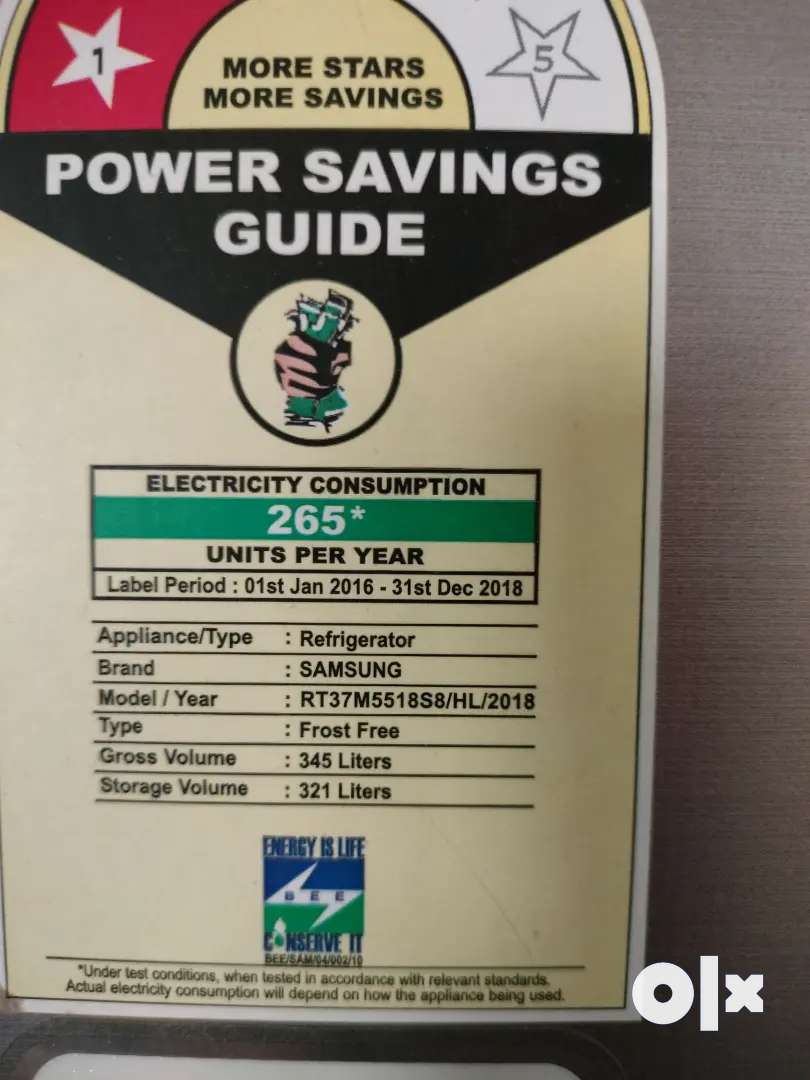 1
5
MORE STARS
MORE SAVINGS
POWER SAVINGS
GUIDE
ELECTRICITY CONSUMPTION
265*
UNITS PER YEAR
Label Period : 01st Jan 2016 - 31st Dec 2018
Appliance/Type : Refrigerator
Brand : SAMSUNG
Model / Year : RT37M5518S8/HL/2018
Type : Frost Free
Gross Volume : 345 Liters
Storage Volume : 321 Liters
ENERGY IS LIFE
BEE
CONSERVE IT
BEE/SAM/04/002/10
*Under test conditions, when tested in accordance with relevant standards.
Actual electricity consumption will depend on how the appliance being used.
olx